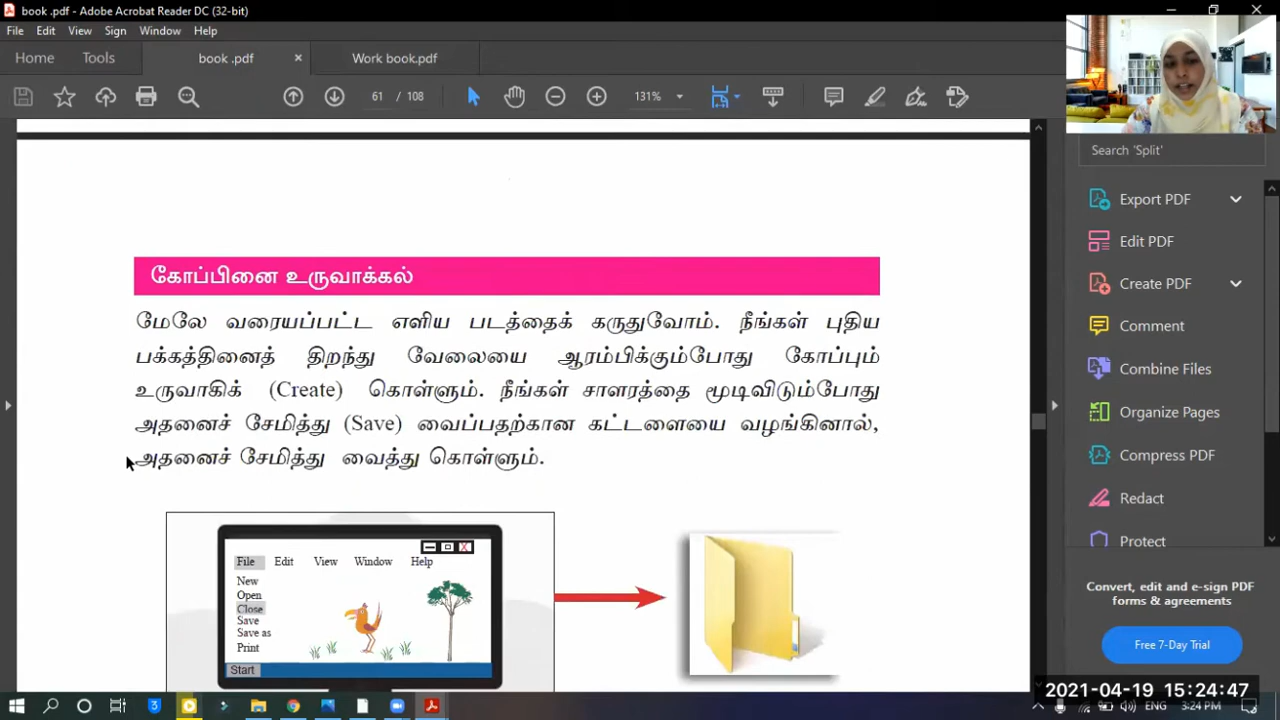 book .pdf - Adobe Acrobat Reader DC (32-bit)
File Edit View Sign Window Help
Home Tools book .pdf × Work book.pdf
65 / 108 131%
Search 'Split'
Export PDF
Edit PDF
Create PDF
Comment
Combine Files
Organize Pages
Compress PDF
Redact
Protect
Convert, edit and e-sign PDF
forms & agreements
Free 7-Day Trial
கோப்பினை உருவாக்கல்
மேலே வரையப்பட்ட எளிய படத்தைக் கருதுவோம். நீங்கள் புதிய
பக்கத்தினைத் திறந்து வேலையை ஆரம்பிக்கும்போது கோப்பும்
உருவாகிக் (Create) கொள்ளும். நீங்கள் சாளரத்தை மூடிவிடும்போது
அதனைச் சேமித்து (Save) வைப்பதற்கான கட்டளையை வழங்கினால்,
அதனைச் சேமித்து வைத்து கொள்ளும்.
File Edit View Window Help
New
Open
Close
Save
Save as
Print
Start
2021-04-19 15:24:47
ENG 3:24 PM